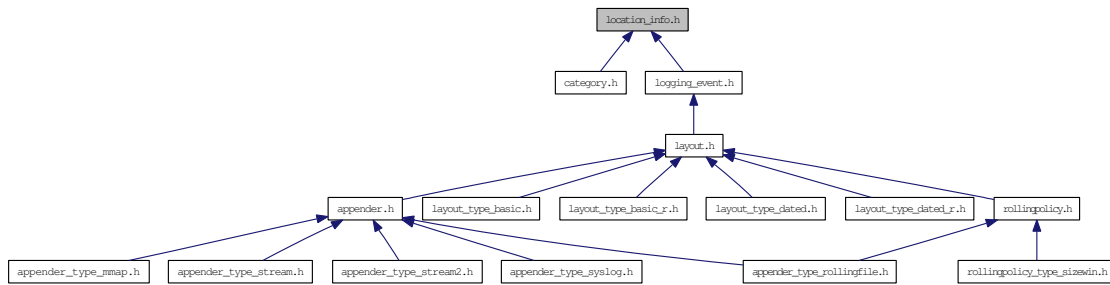 location_info.h
category.h
logging_event.h
layout.h
appender.h
layout_type_basic.h
layout_type_basic_r.h
layout_type_dated.h
layout_type_dated_r.h
rollingpolicy.h
appender_type_mmap.h
appender_type_stream.h
appender_type_stream2.h
appender_type_syslog.h
appender_type_rollingfile.h
rollingpolicy_type_sizewin.h